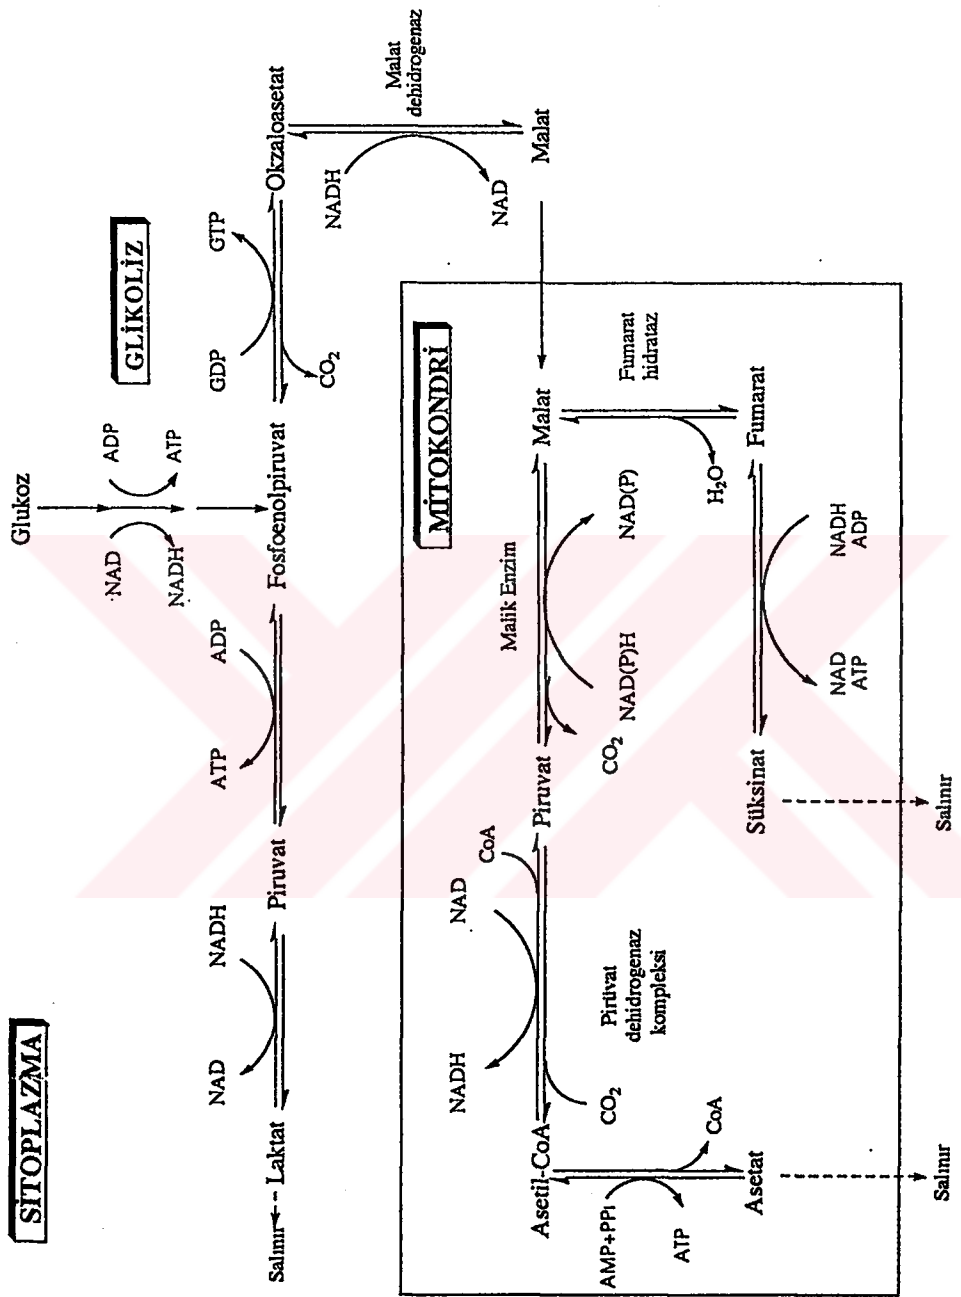 SİTOPLAZMA
GLİKOLİZ
Glukoz
NAD
NADH
ADP
ATP
Salınır
Laktat
NAD
NADH
Piruvat
ATP
ADP
Fosfoenolpiruvat
GDP
GTP
CO2
Okzaloasetat
Malat
dehidrogenaz
NADH
NAD
Malat
MİTOKONDRİ
Asetil-CoA
NADH
NAD
CoA
CO2
Pirüvat
dehidrogenaz
kompleksi
Piruvat
Malik Enzim
CO2
NAD(P)H
NAD(P)
Malat
Fumarat
hidrataz
H2O
AMP+PPi
ATP
CoA
Asetat
Salınır
Süksinat
NAD
ATP
NADH
ADP
Fumarat
Salınır